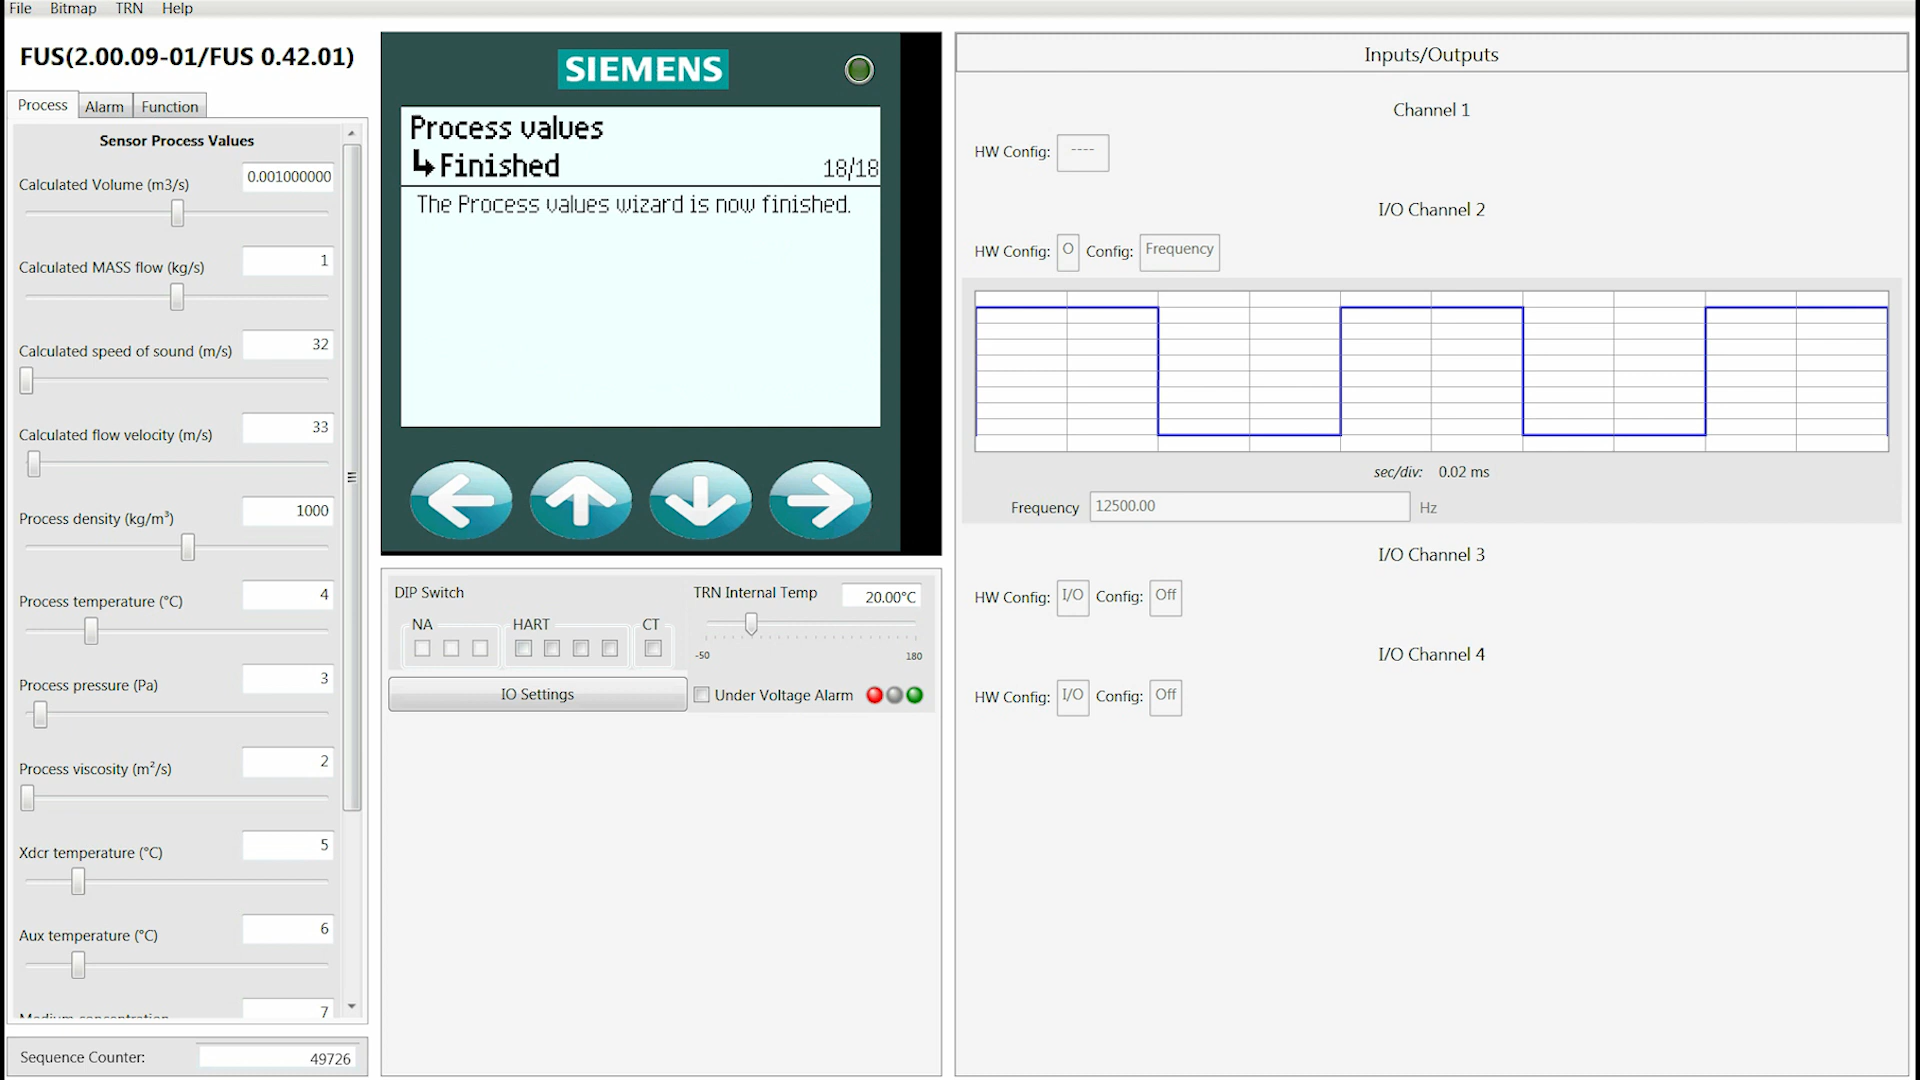 File Bitmap TRN Help
FUS(2.00.09-01/FUS 0.42.01)
Process Alarm Function
Sensor Process Values
Calculated Volume (m3/s) 0.001000000
Calculated MASS flow (kg/s) 1
Calculated speed of sound (m/s) 32
Calculated flow velocity (m/s) 33
Process density (kg/m³) 1000
Process temperature (°C) 4
Process pressure (Pa) 3
Process viscosity (m²/s) 2
Xdcr temperature (°C) 5
Aux temperature (°C) 6
Medium concentration 7
Sequence Counter: 49726
SIEMENS
Process values
↳Finished 18/18
The Process values wizard is now finished.
DIP Switch
NA HART CT
TRN Internal Temp 20.00°C
-50 180
IO Settings
Under Voltage Alarm
Inputs/Outputs
Channel 1
HW Config: ----
I/O Channel 2
HW Config: O Config: Frequency
sec/div: 0.02 ms
Frequency 12500.00 Hz
I/O Channel 3
HW Config: I/O Config: Off
I/O Channel 4
HW Config: I/O Config: Off